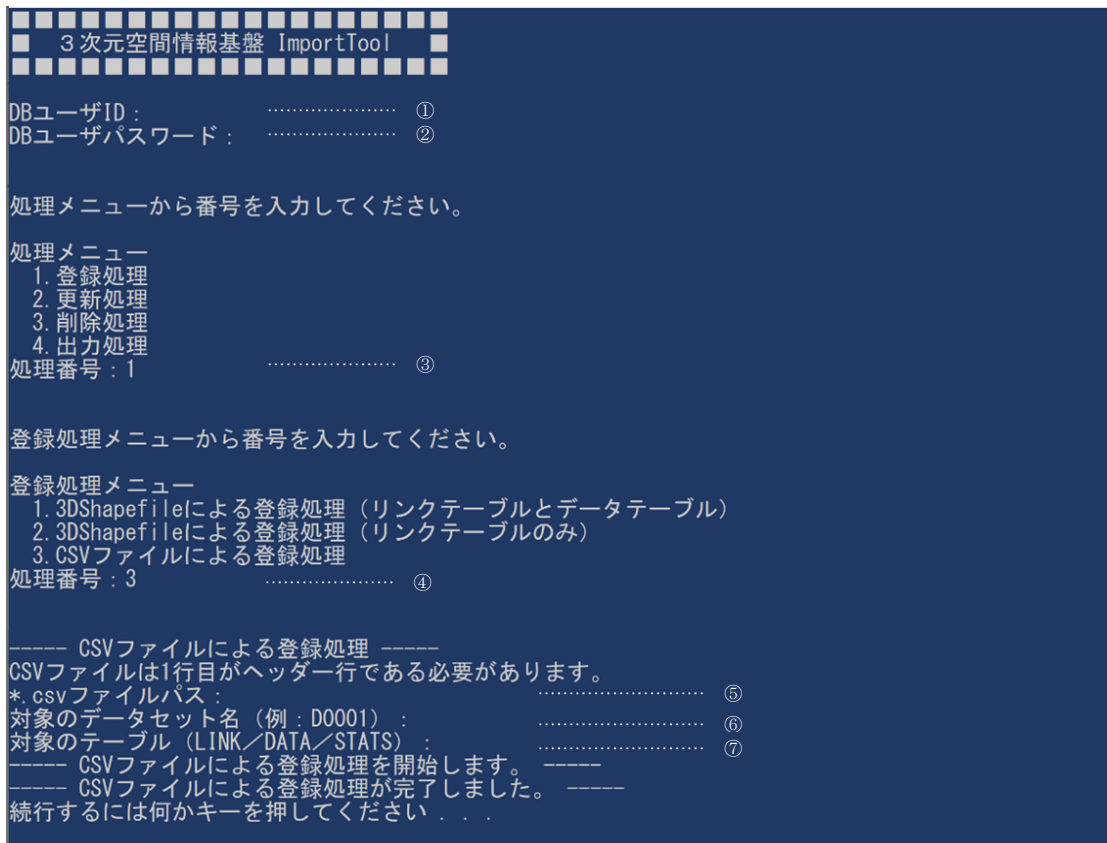 ■■■■■■■■■■■■■■■■■■■
■ ３次元空間情報基盤 ImportTool ■
■■■■■■■■■■■■■■■■■■■
DBユーザID： ………………… ①
DBユーザパスワード： ………………… ②
処理メニューから番号を入力してください。
処理メニュー
1.登録処理
2.更新処理
3.削除処理
4.出力処理
処理番号：1 ………………… ③
登録処理メニューから番号を入力してください。
登録処理メニュー
1.3DShapefileによる登録処理（リンクテーブルとデータテーブル）
2.3DShapefileによる登録処理（リンクテーブルのみ）
3.CSVファイルによる登録処理
処理番号：3 ………………… ④
----- CSVファイルによる登録処理 -----
CSVファイルは1行目がヘッダー行である必要があります。
*.csvファイルパス： ……………………… ⑤
対象のデータセット名（例：D0001）： ……………………… ⑥
対象のテーブル（LINK／DATA／STATS）： ……………………… ⑦
----- CSVファイルによる登録処理を開始します。 -----
----- CSVファイルによる登録処理が完了しました。 -----
続行するには何かキーを押してください . . .